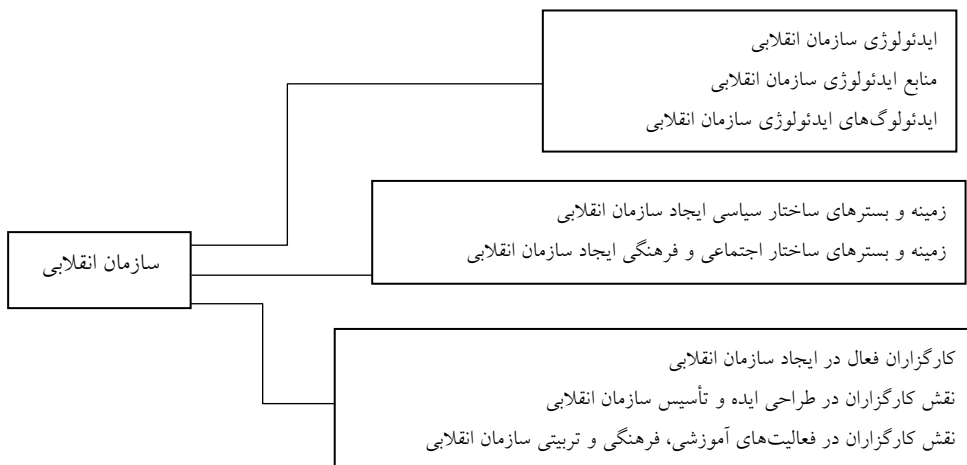 ایدئولوژی سازمان انقلابی
منابع ایدئولوژی سازمان انقلابی
ایدئولوگ‌های ایدئولوژی سازمان انقلابی
زمینه و بسترهای ساختار سیاسی ایجاد سازمان انقلابی
زمینه و بسترهای ساختار اجتماعی و فرهنگی ایجاد سازمان انقلابی
سازمان انقلابی
کارگزاران فعال در ایجاد سازمان انقلابی
نقش کارگزاران در طراحی ایده و تأسیس سازمان انقلابی
نقش کارگزاران در فعالیت‌های آموزشی، فرهنگی و تربیتی سازمان انقلابی